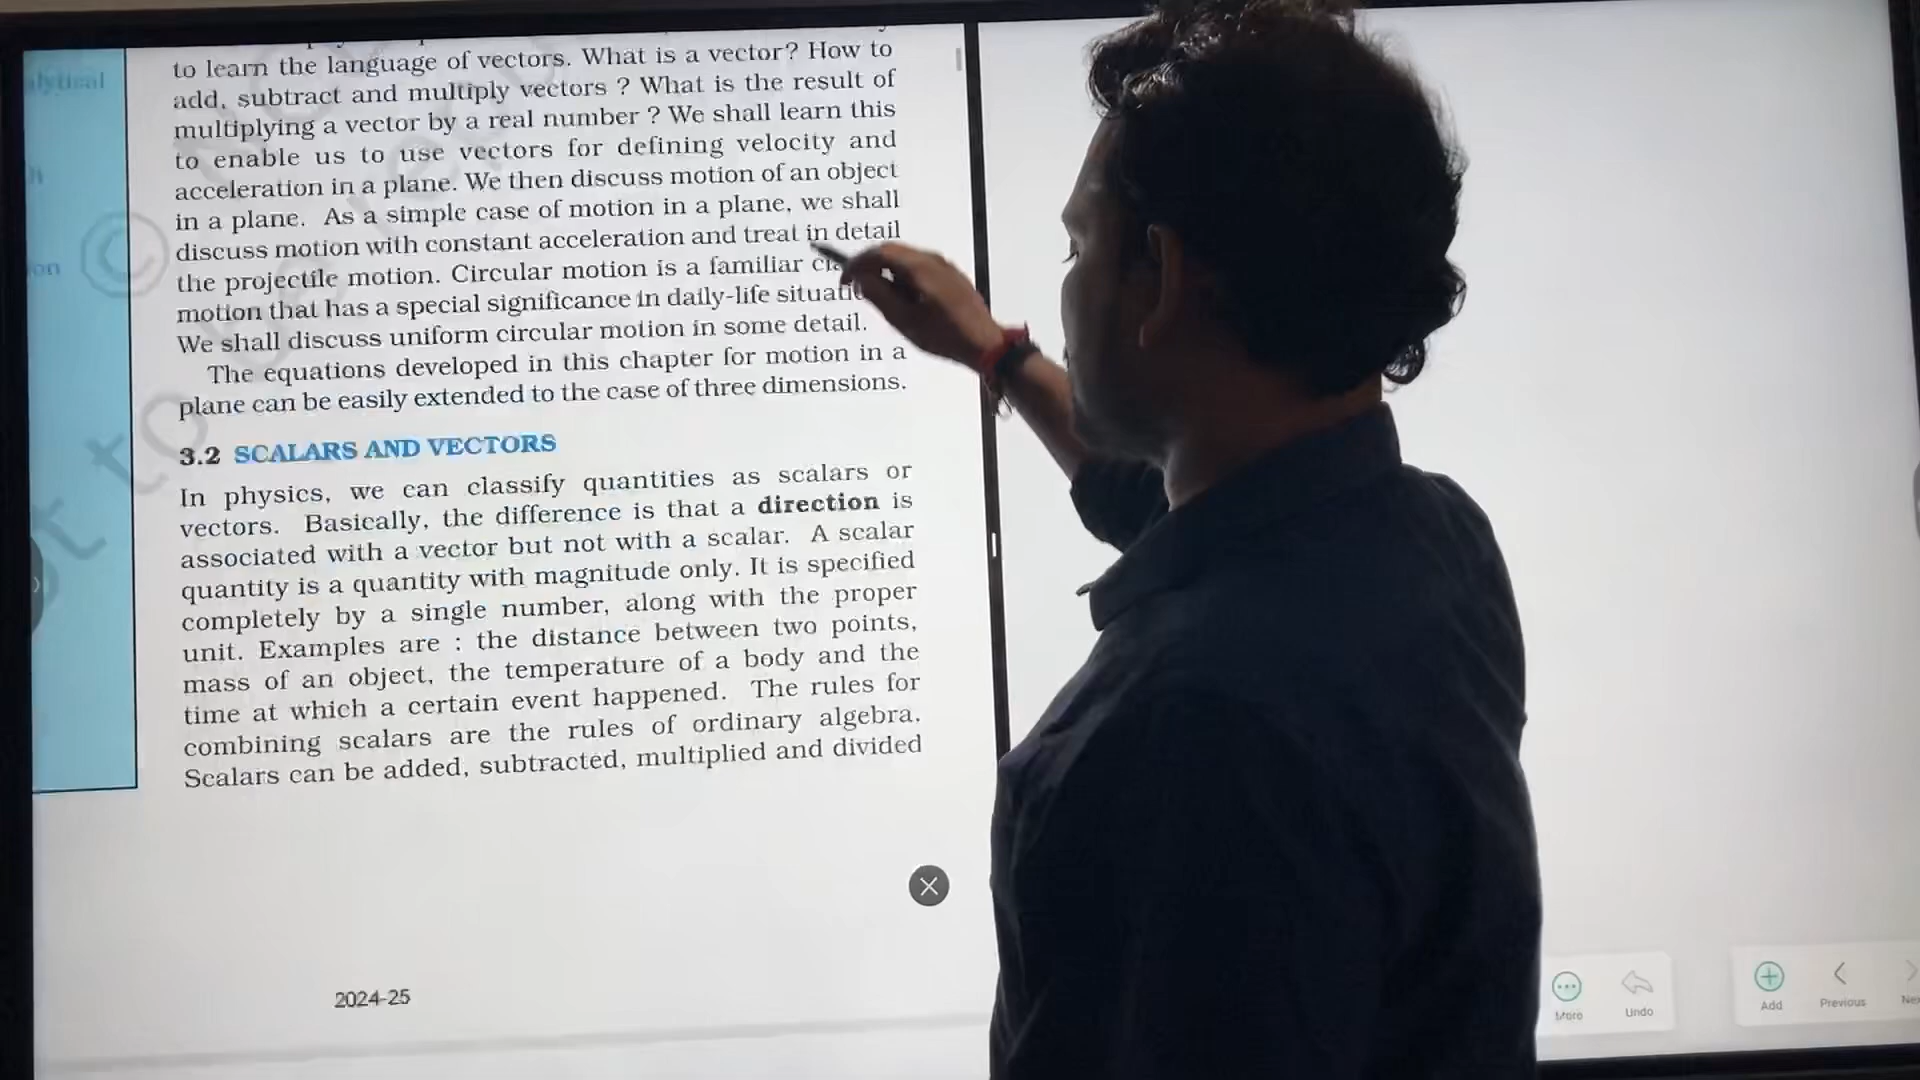 alytical
to learn the language of vectors. What is a vector? How to
add, subtract and multiply vectors ? What is the result of
multiplying a vector by a real number ? We shall learn this
to enable us to use vectors for defining velocity and
acceleration in a plane. We then discuss motion of an object
in a plane. As a simple case of motion in a plane, we shall
discuss motion with constant acceleration and treat in detail
the projectile motion. Circular motion is a familiar
motion that has a special significance in daily-life
We shall discuss uniform circular motion in some detail.
The equations developed in this chapter for motion in a
plane can be easily extended to the case of three dimensions.
3.2 SCALARS AND VECTORS
In physics, we can classify quantities as scalars or
vectors. Basically, the difference is that a direction is
associated with a vector but not with a scalar. A scalar
quantity is a quantity with magnitude only. It is specified
completely by a single number, along with the proper
unit. Examples are : the distance between two points,
mass of an object, the temperature of a body and the
time at which a certain event happened. The rules for
combining scalars are the rules of ordinary algebra.
Scalars can be added, subtracted, multiplied and divided
2024-25
More Undo Add Previous